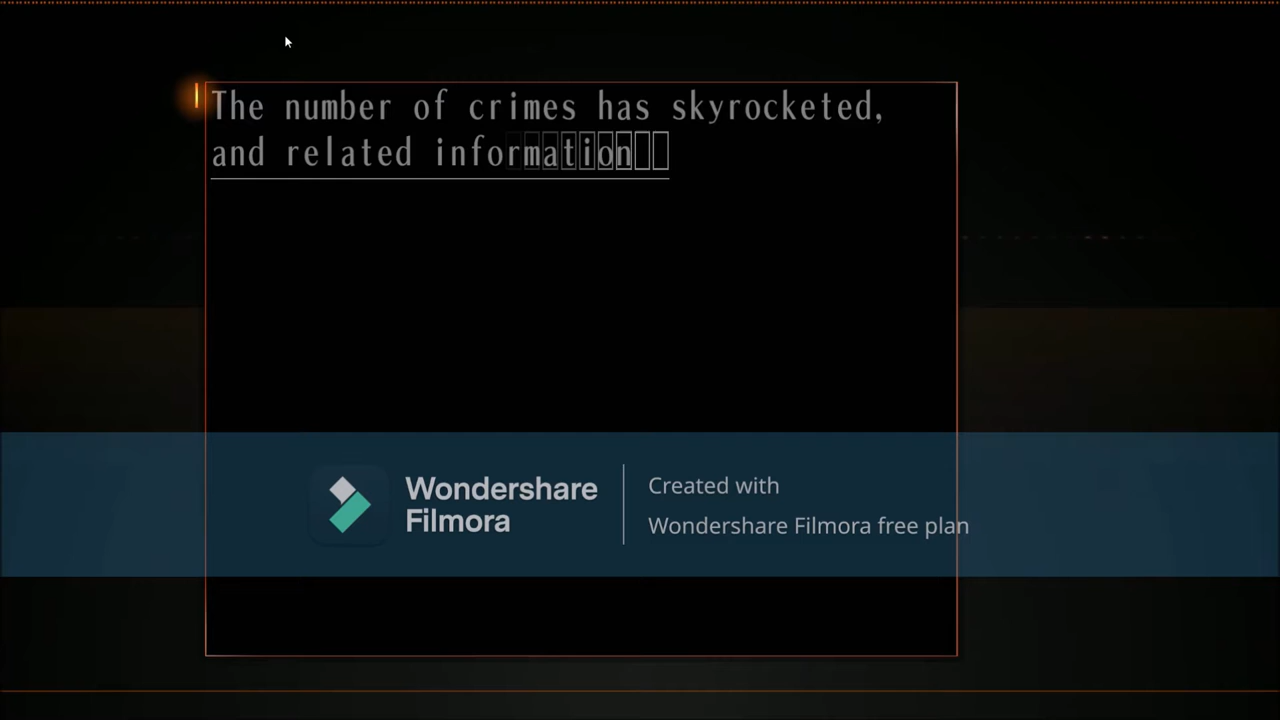 The number of crimes has skyrocketed,
and related information
Wondershare
Filmora
Created with
Wondershare Filmora free plan